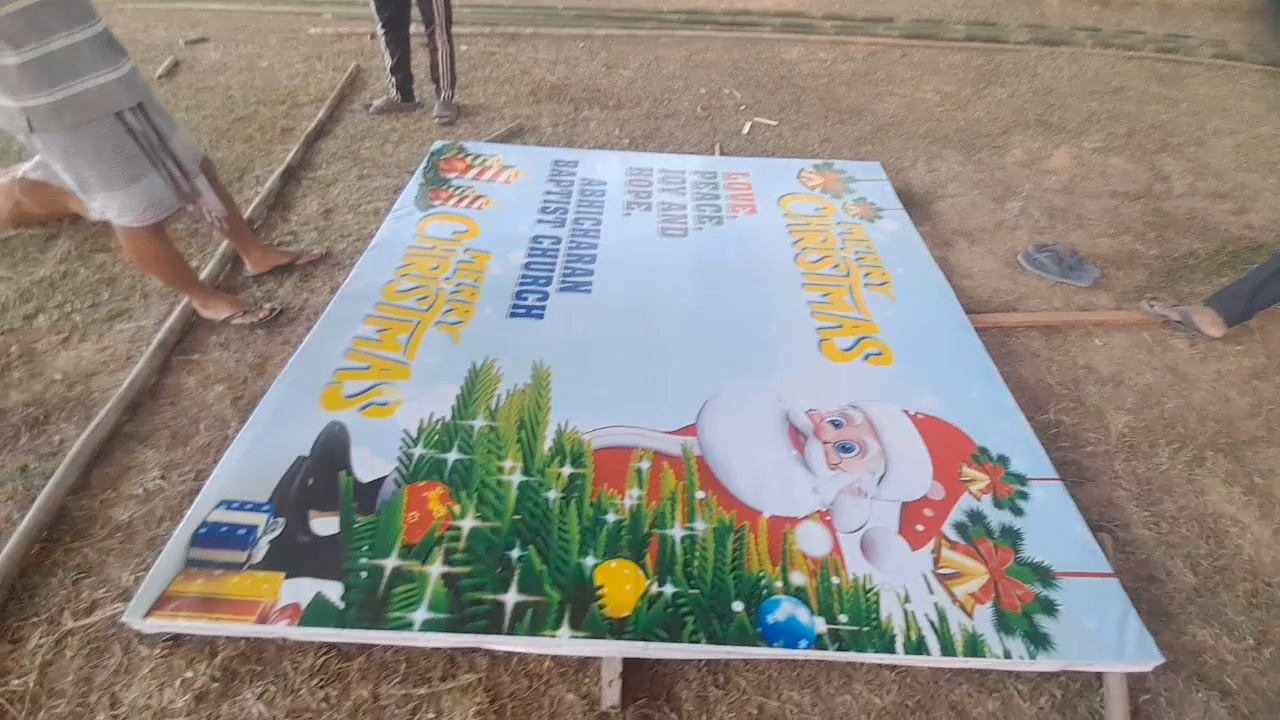 MERRY
CHRISTMAS
LOVE,
PEACE,
JOY AND
HOPE.
ABHICHARAN
BAPTIST CHURCH
MERRY
CHRISTMAS